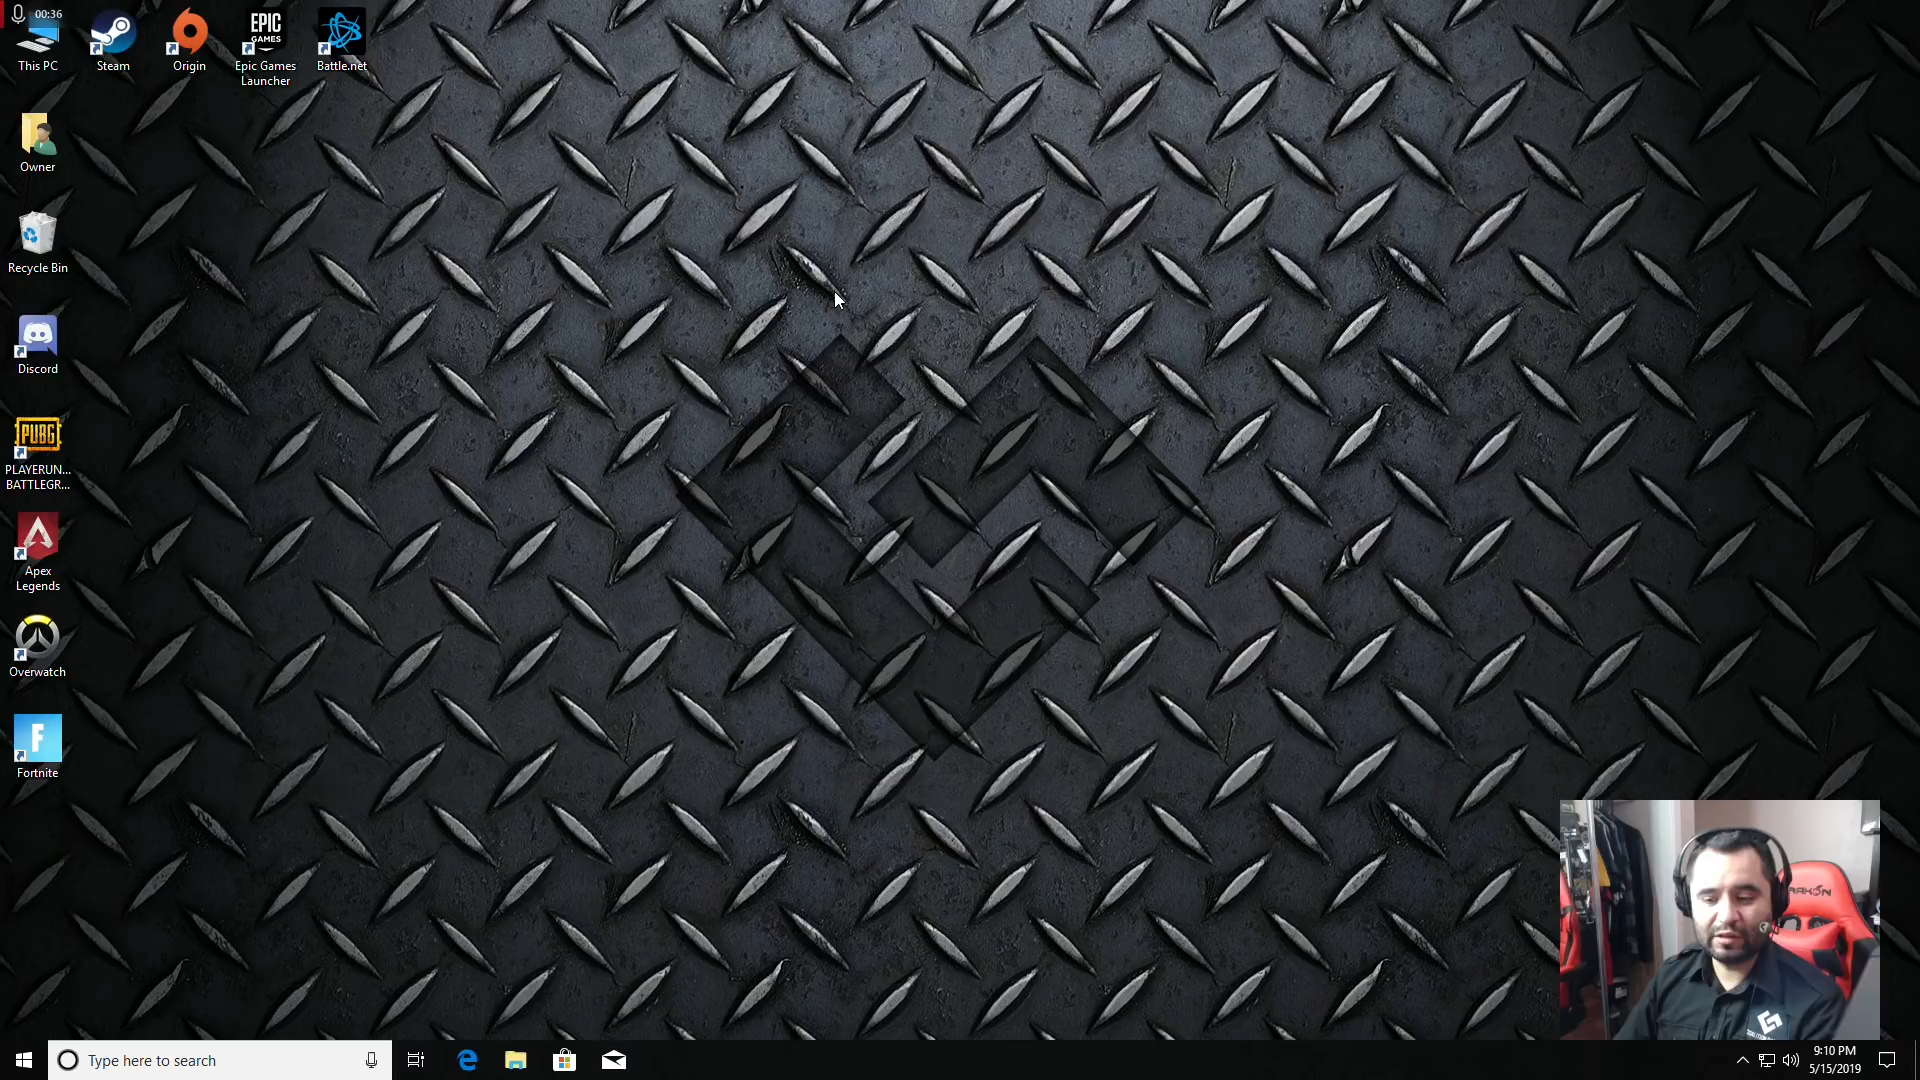 00:36
This PC
Steam
Origin
EPIC
GAMES
Epic Games
Launcher
Battle.net
Owner
Recycle Bin
Discord
PUBG
PLAYERUN...
BATTLEGR...
Apex
Legends
Overwatch
F
Fortnite
Type here to search
9:10 PM
5/15/2019